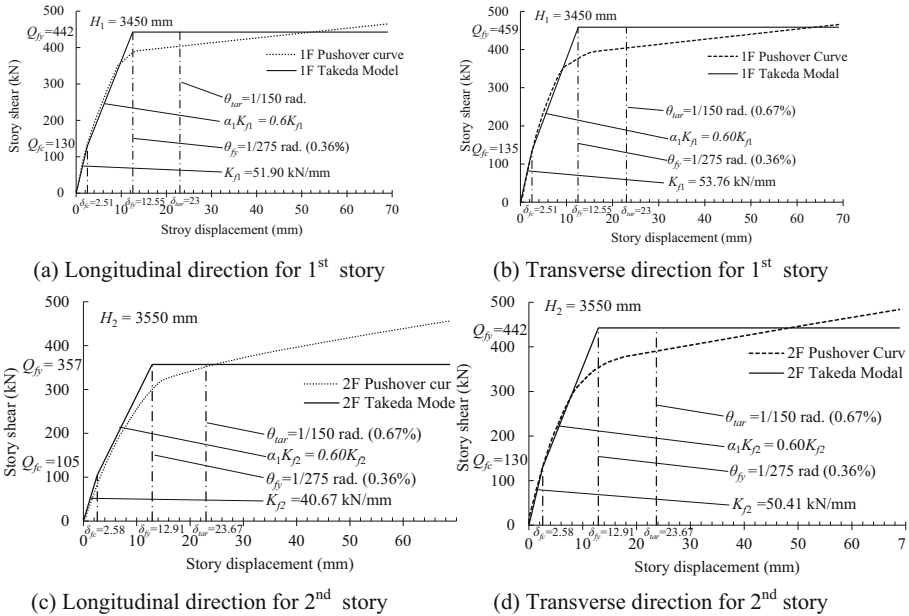 H1 = 3450 mm
Qfy=442
500
400
300
200
100
0
Qfc=130
Story shear (kN)
1F Pushover curve
1F Takeda Model
θtar=1/150 rad.
α1Kf1=0.6Kf1
θfy=1/275 rad (0.36%)
Kf1=51.90 kN/mm
δfc=2.51
δfy=12.55
δtar=23
0 10 20 30 40 50 60 70
Stroy displacement (mm)
(a) Longitudinal direction for 1st story
H1 = 3450 mm
Qfy=459
500
400
300
200
100
0
Qfc=135
Story shear (kN)
1F Pushover Curve
1F Takeda Modal
θtar=1/150 rad (0.67%)
α1Kf1=0.60Kf1
θfy=1/275 rad (0.36%)
Kf1=53.76 kN/mm
δfc=2.51
δfy=12.55
δtar=23
0 10 20 30 40 50 60 70
Story displacement (mm)
(b) Transverse direction for 1st story
H2 = 3550 mm
Qfy=357
500
400
300
200
100
0
Qfc=105
Story shear (kN)
2F Pushover cur
2F Takeda Mode
θtar=1/150 rad. (0.67%)
α1Kf2=0.60Kf2
θfy=1/275 rad (0.36%)
Kf2=40.67 kN/mm
δfc=2.58
δfy=12.91
δtar=23.67
0 10 20 30 40 50 60
Story displacement (mm)
(c) Longitudinal direction for 2nd story
H2 = 3550 mm
Qfy=442
500
400
300
200
100
0
Qfc=130
Story shear (kN)
2F Pushover Curv
2F Takeda Modal
θtar=1/150 rad. (0.67%)
α1Kf2=0.60Kf2
θfy=1/275 rad (0.36%)
Kf2=50.41 kN/mm
δfc=2.58
δfy=12.91
δtar=23.67
0 10 20 30 40 50 60 7
Story displacement (mm)
(d) Transverse direction for 2nd story